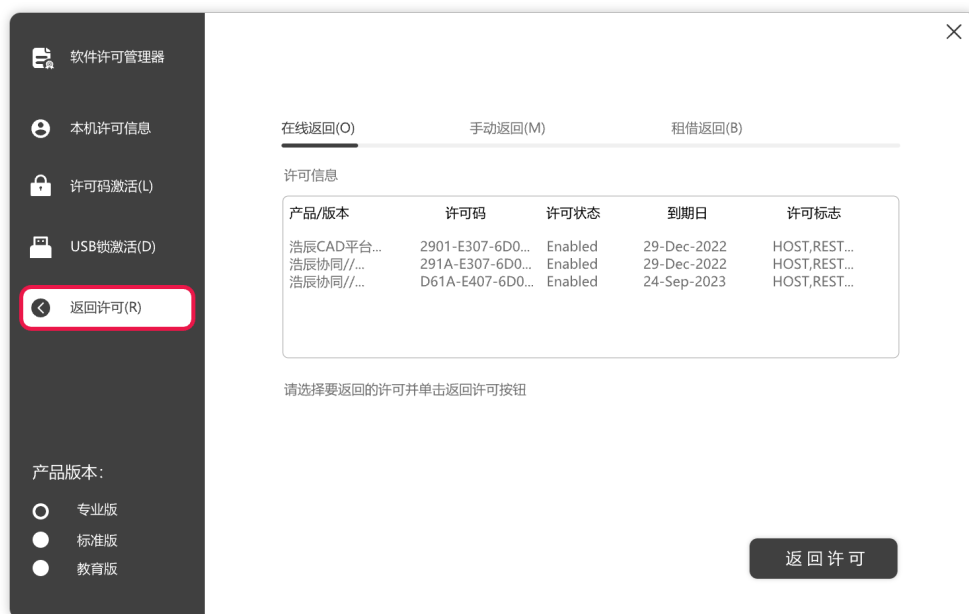 软件许可管理器
本机许可信息
许可码激活(L)
USB锁激活(D)
返回许可(R)
产品版本:
专业版
标准版
教育版
在线返回(O) 手动返回(M) 租借返回(B)
许可信息
产品/版本 许可码 许可状态 到期日 许可标志
浩辰CAD平台... 2901-E307-6D0... Enabled 29-Dec-2022 HOST,REST...
浩辰协同//... 291A-E307-6D0... Enabled 29-Dec-2022 HOST,REST...
浩辰协同//... D61A-E407-6D0... Enabled 24-Sep-2023 HOST,REST...
请选择要返回的许可并单击返回许可按钮
返回许可